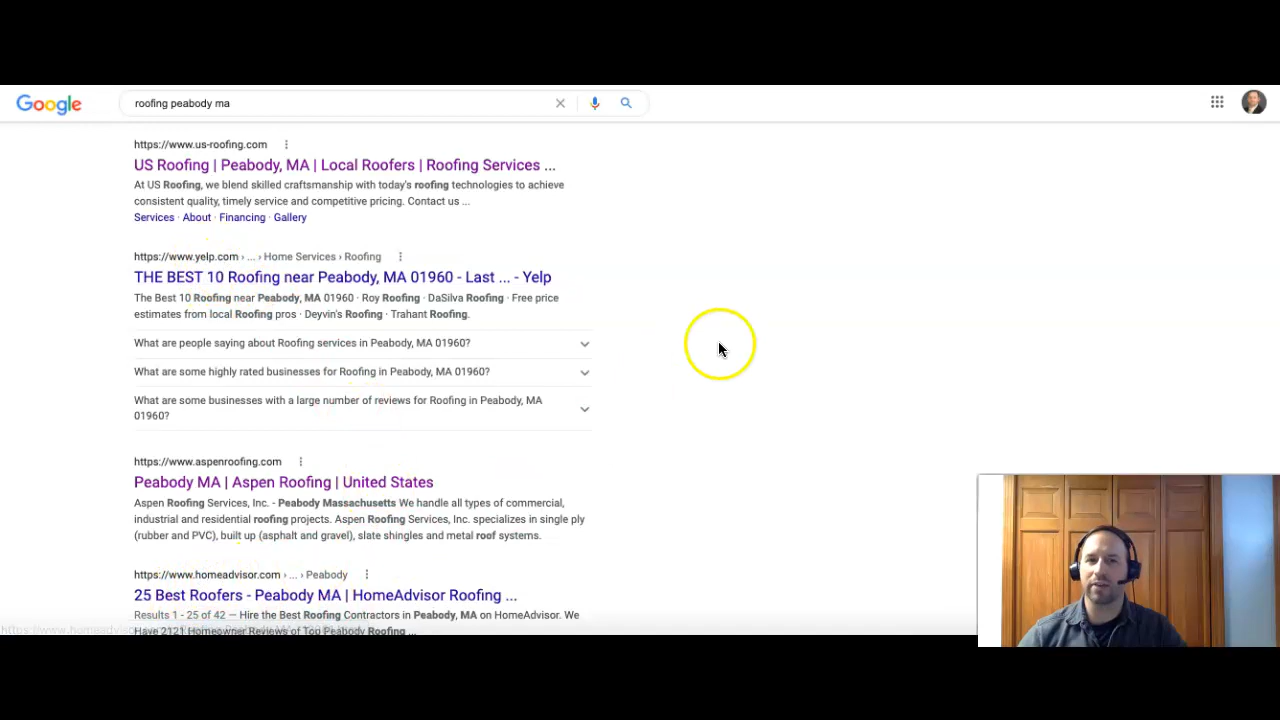 Google
roofing peabody ma
https://www.us-roofing.com
US Roofing | Peabody, MA | Local Roofers | Roofing Services ...
At US Roofing, we blend skilled craftsmanship with today's roofing technologies to achieve
consistent quality, timely service and competitive pricing. Contact us ...
Services · About · Financing · Gallery
https://www.yelp.com › ... › Home Services › Roofing
THE BEST 10 Roofing near Peabody, MA 01960 - Last ... - Yelp
The Best 10 Roofing near Peabody, MA 01960 · Roy Roofing · DaSilva Roofing · Free price
estimates from local Roofing pros · Deyvin's Roofing · Trahant Roofing.
What are people saying about Roofing services in Peabody, MA 01960?
What are some highly rated businesses for Roofing in Peabody, MA 01960?
What are some businesses with a large number of reviews for Roofing in Peabody, MA
01960?
https://www.aspenroofing.com
Peabody MA | Aspen Roofing | United States
Aspen Roofing Services, Inc. - Peabody Massachusetts We handle all types of commercial,
industrial and residential roofing projects. Aspen Roofing Services, Inc. specializes in single ply
(rubber and PVC), built up (asphalt and gravel), slate shingles and metal roof systems.
https://www.homeadvisor.com › ... › Peabody
25 Best Roofers - Peabody MA | HomeAdvisor Roofing ...
Results 1 - 25 of 42 — Hire the Best Roofing Contractors in Peabody, MA on HomeAdvisor. We
Have 2121 Homeowner Reviews of Top Peabody Roofing ...